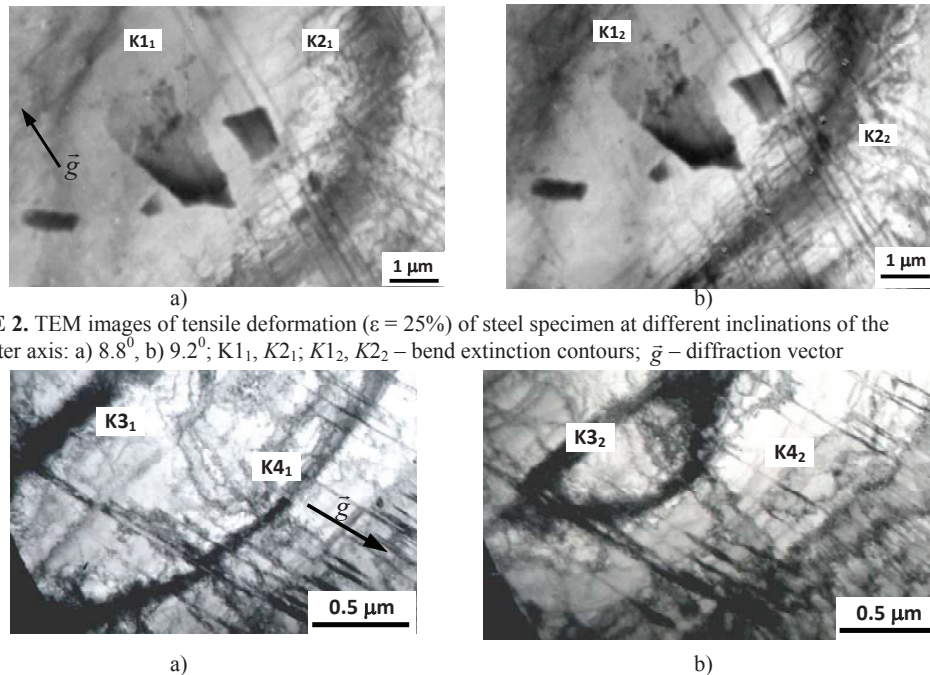 K1₁ K2₁
K1₂
K2₂
g⃗
1 μm
1 μm
a) b)
E 2. TEM images of tensile deformation (ε = 25%) of steel specimen at different inclinations of the
ter axis: a) 8.8⁰, b) 9.2⁰; K1₁, K2₁; K1₂, K2₂ – bend extinction contours; g⃗ – diffraction vector
K3₁
K4₁
g⃗
0.5 μm
K3₂
K4₂
0.5 μm
a) b)